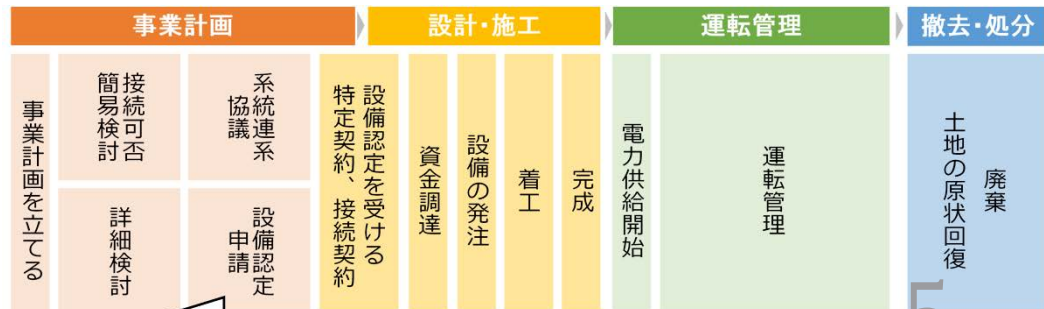 事業計画
設計・施工
運転管理
撤去・処分
事業計画を立てる
接続可否
簡易検討
系統連系
協議
詳細検討
設備認定
申請
設備認定を受ける
特定契約、接続契約
資金調達
設備の発注
着工
完成
電力供給開始
運転管理
廃棄
土地の原状回復
5